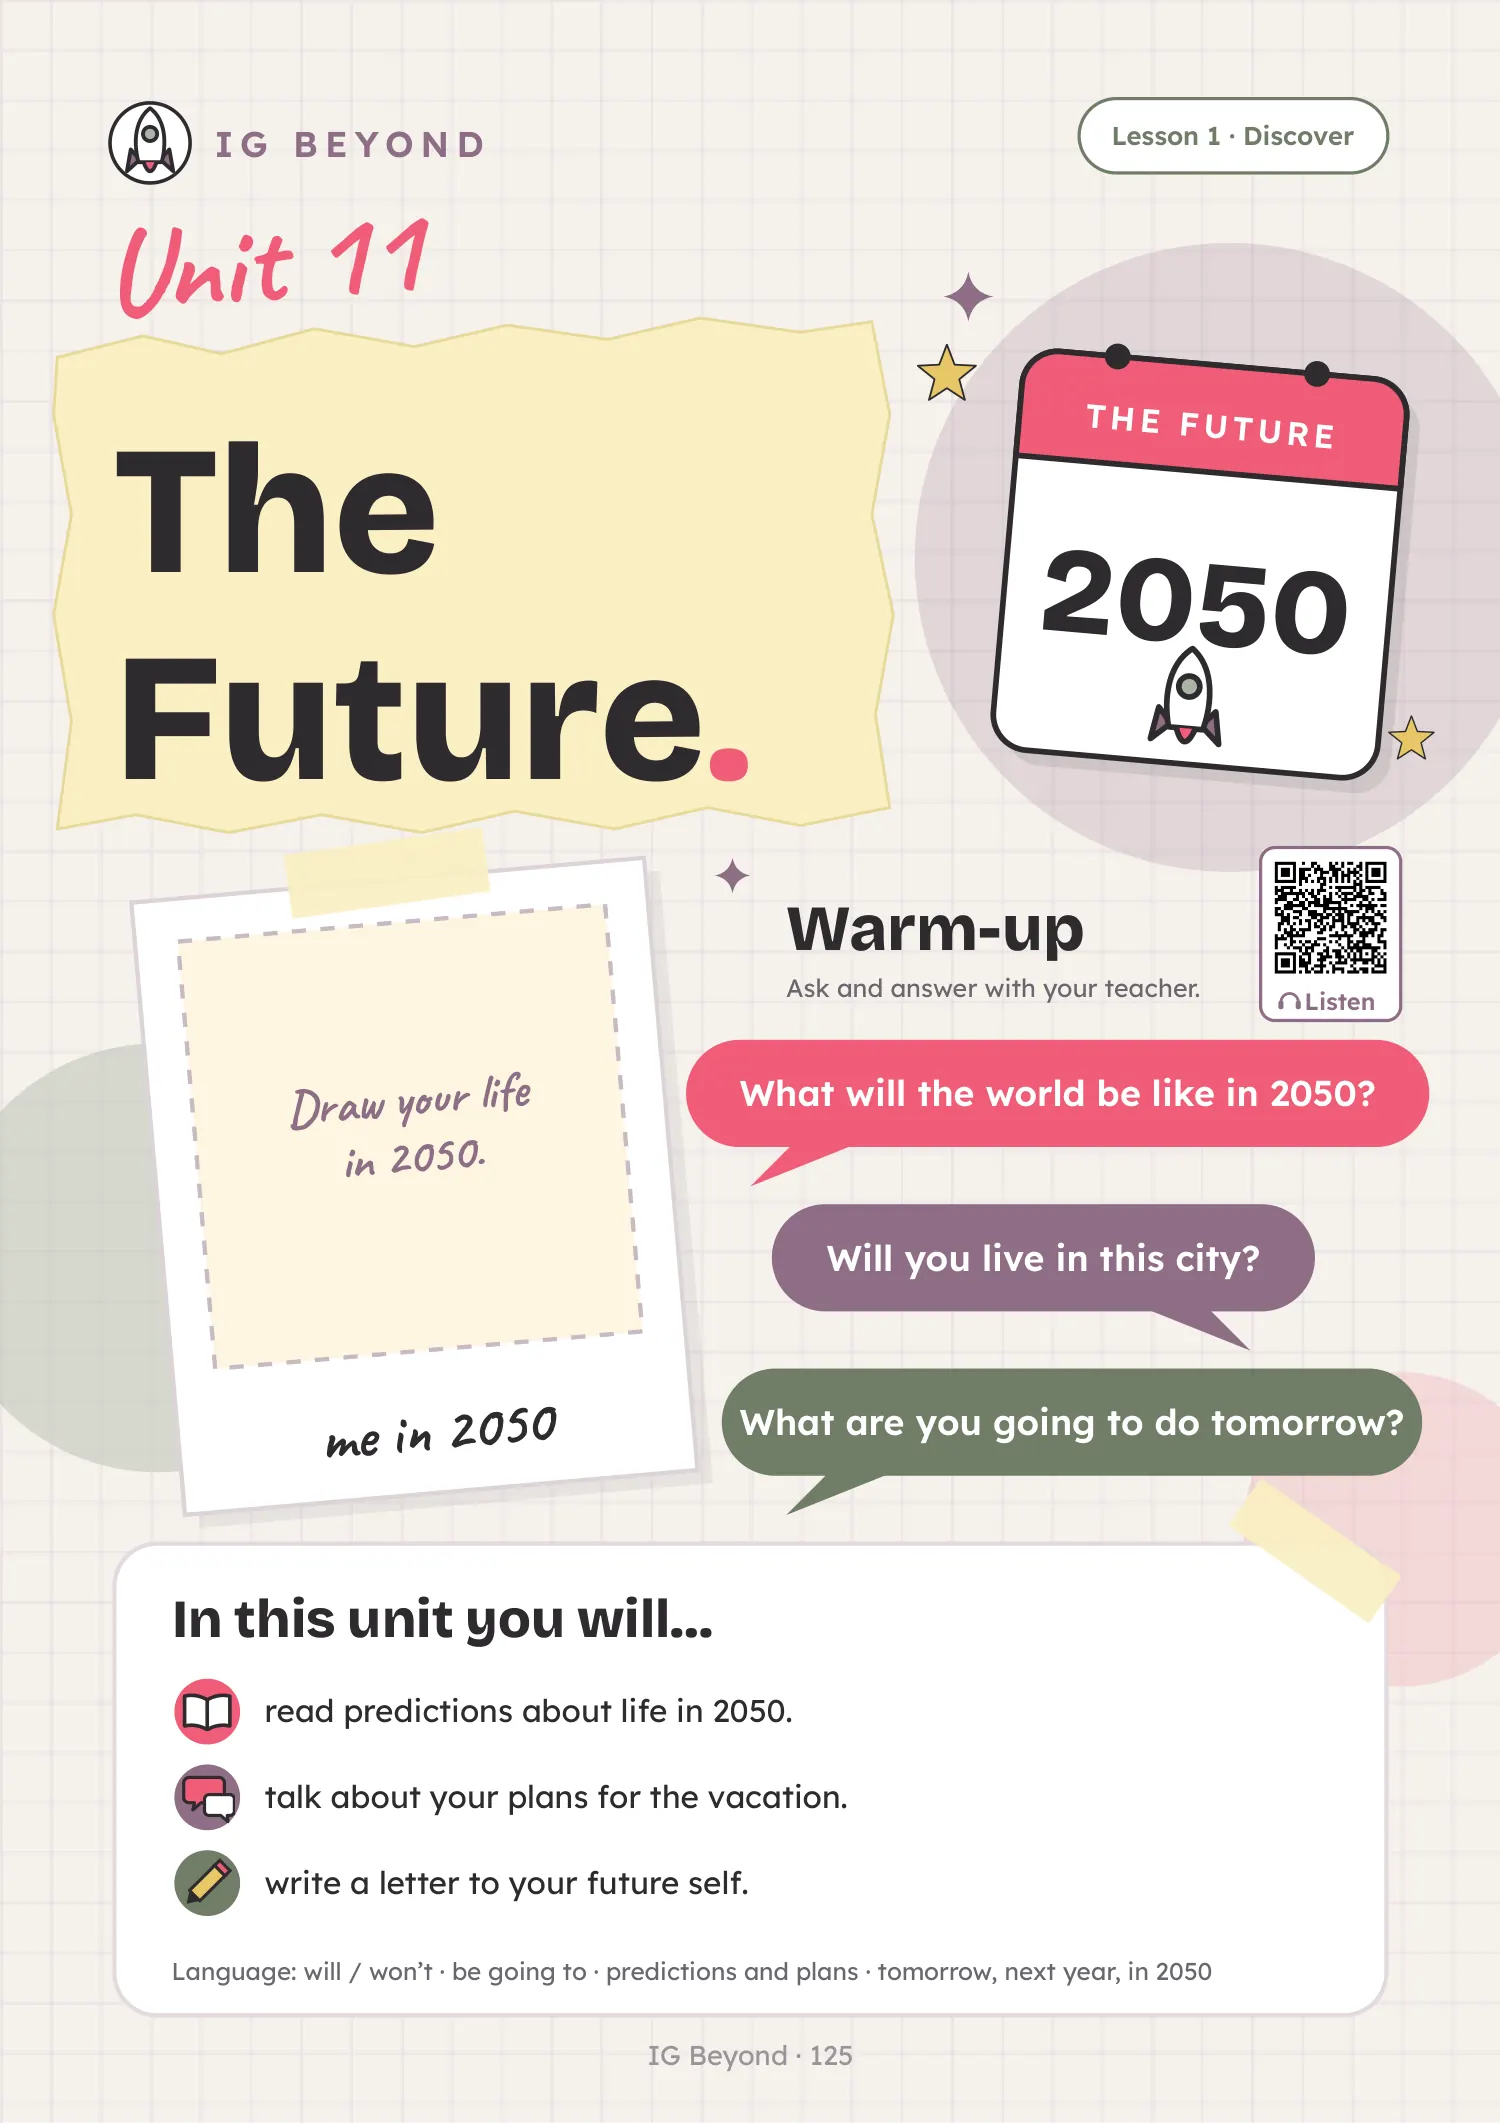 IG BEYOND
Lesson 1 · Discover
Unit 11
The
Future.
THE FUTURE
2050
Draw your life
in 2050.
me in 2050
Warm-up
Ask and answer with your teacher.
Listen
What will the world be like in 2050?
Will you live in this city?
What are you going to do tomorrow?
In this unit you will...
read predictions about life in 2050.
talk about your plans for the vacation.
write a letter to your future self.
Language: will / won’t · be going to · predictions and plans · tomorrow, next year, in 2050
IG Beyond · 125